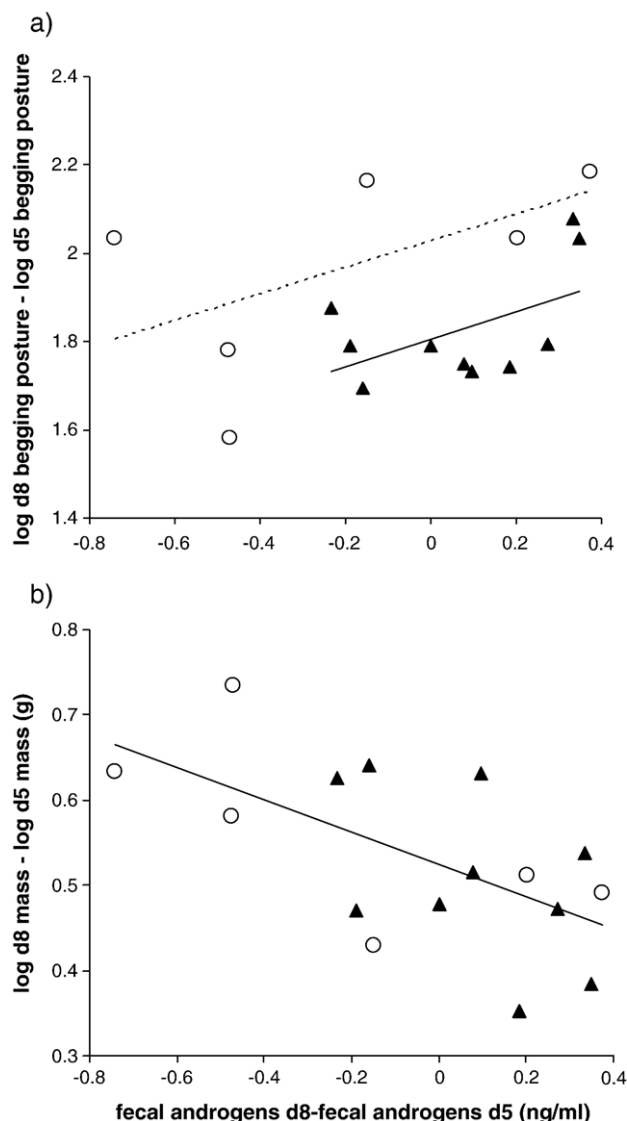 a)
log d8 begging posture - log d5 begging posture
2.4
2.2
2
1.8
1.6
1.4
-0.8 -0.6 -0.4 -0.2 0 0.2 0.4
b)
log d8 mass - log d5 mass (g)
0.8
0.7
0.6
0.5
0.4
0.3
-0.8 -0.6 -0.4 -0.2 0 0.2 0.4
fecal androgens d8-fecal androgens d5 (ng/ml)